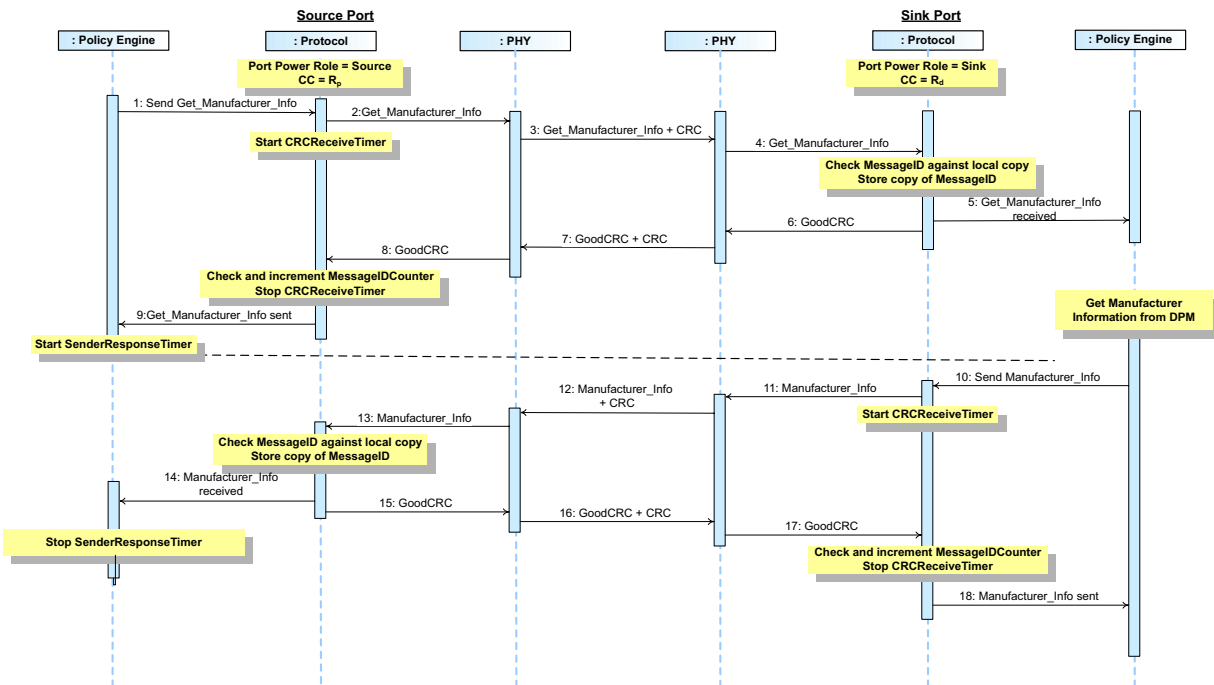 Source Port
Sink Port
: Policy Engine
: Protocol
: PHY
: PHY
: Protocol
: Policy Engine
Port Power Role = Source
CC = Rp
Port Power Role = Sink
CC = Rd
1: Send Get_Manufacturer_Info
2:Get_Manufacturer_Info
3: Get_Manufacturer_Info + CRC
Start CRCReceiveTimer
4: Get_Manufacturer_Info
Check MessageID against local copy
Store copy of MessageID
5: Get_Manufacturer_Info
received
6: GoodCRC
7: GoodCRC + CRC
8: GoodCRC
Check and increment MessageIDCounter
Stop CRCReceiveTimer
9:Get_Manufacturer_Info sent
Get Manufacturer
Information from DPM
Start SenderResponseTimer
10: Send Manufacturer_Info
11: Manufacturer_Info
12: Manufacturer_Info
+ CRC
Start CRCReceiveTimer
13: Manufacturer_Info
Check MessageID against local copy
Store copy of MessageID
14: Manufacturer_Info
received
15: GoodCRC
16: GoodCRC + CRC
17: GoodCRC
Stop SenderResponseTimer
Check and increment MessageIDCounter
Stop CRCReceiveTimer
18: Manufacturer_Info sent